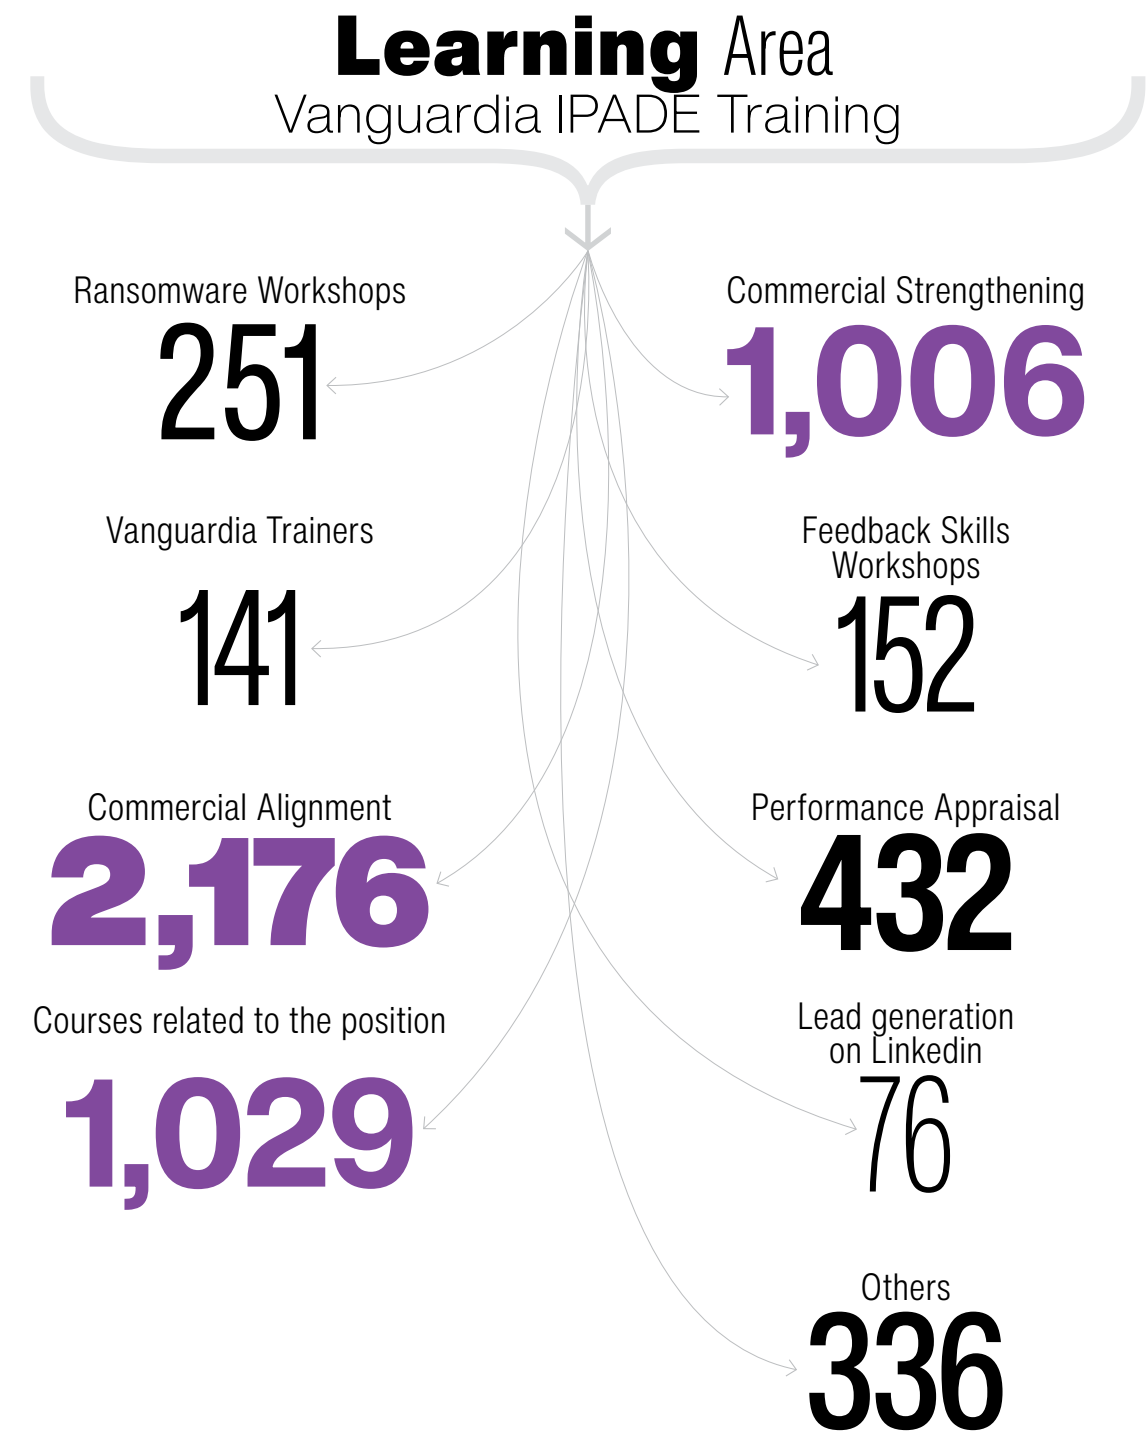 Learning Area
Vanguardia IPADE Training
Ransomware Workshops
251
Commercial Strengthening
1,006
Vanguardia Trainers
141
Feedback Skills
Workshops
152
Commercial Alignment
2,176
Performance Appraisal
432
Courses related to the position
1,029
Lead generation
on Linkedin
76
Others
336